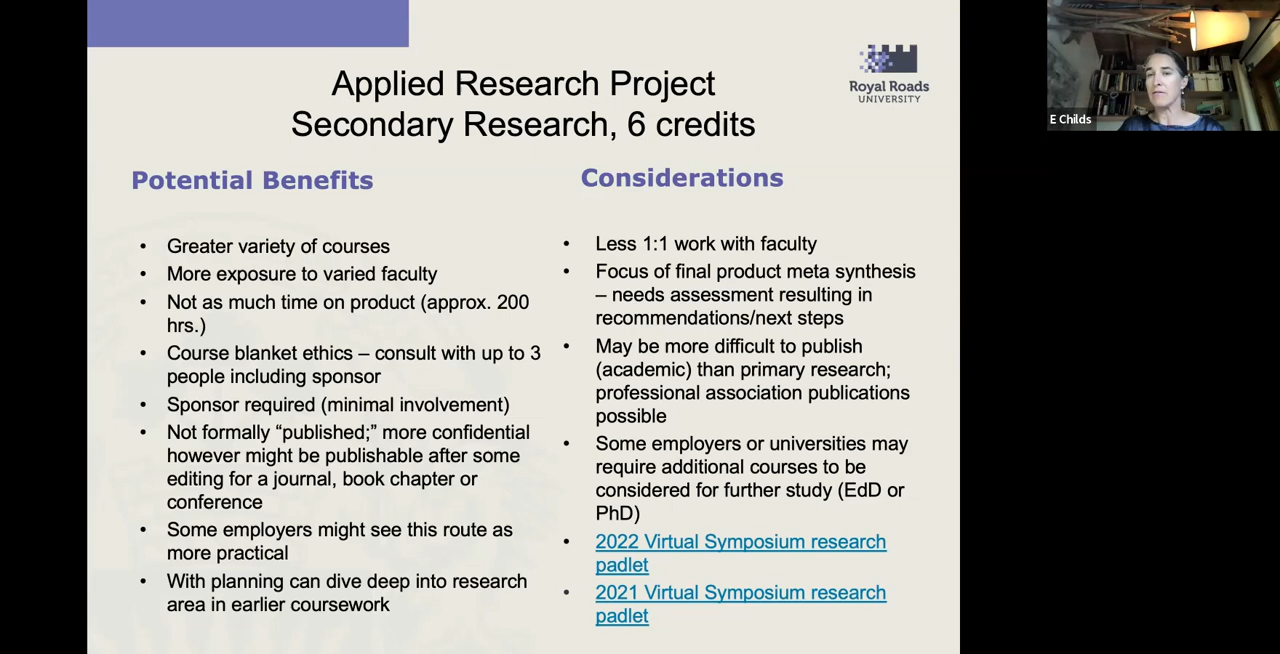 Applied Research Project
Secondary Research, 6 credits
Royal Roads
UNIVERSITY
E Childs
Potential Benefits
• Greater variety of courses
• More exposure to varied faculty
• Not as much time on product (approx. 200
hrs.)
• Course blanket ethics – consult with up to 3
people including sponsor
• Sponsor required (minimal involvement)
• Not formally “published;” more confidential
however might be publishable after some
editing for a journal, book chapter or
conference
• Some employers might see this route as
more practical
• With planning can dive deep into research
area in earlier coursework
Considerations
• Less 1:1 work with faculty
• Focus of final product meta synthesis
– needs assessment resulting in
recommendations/next steps
• May be more difficult to publish
(academic) than primary research;
professional association publications
possible
• Some employers or universities may
require additional courses to be
considered for further study (EdD or
PhD)
• 2022 Virtual Symposium research
padlet
• 2021 Virtual Symposium research
padlet